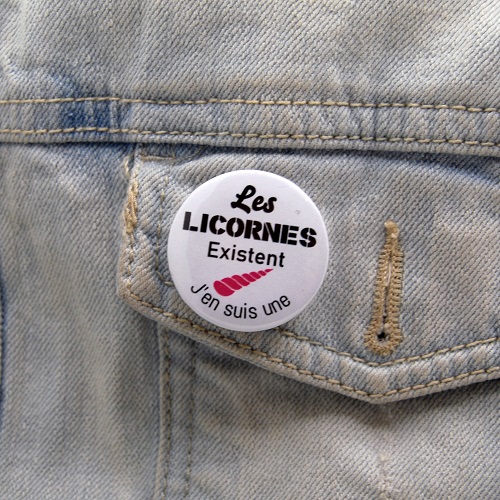 Les
LICORNES
Existent
J'en suis une